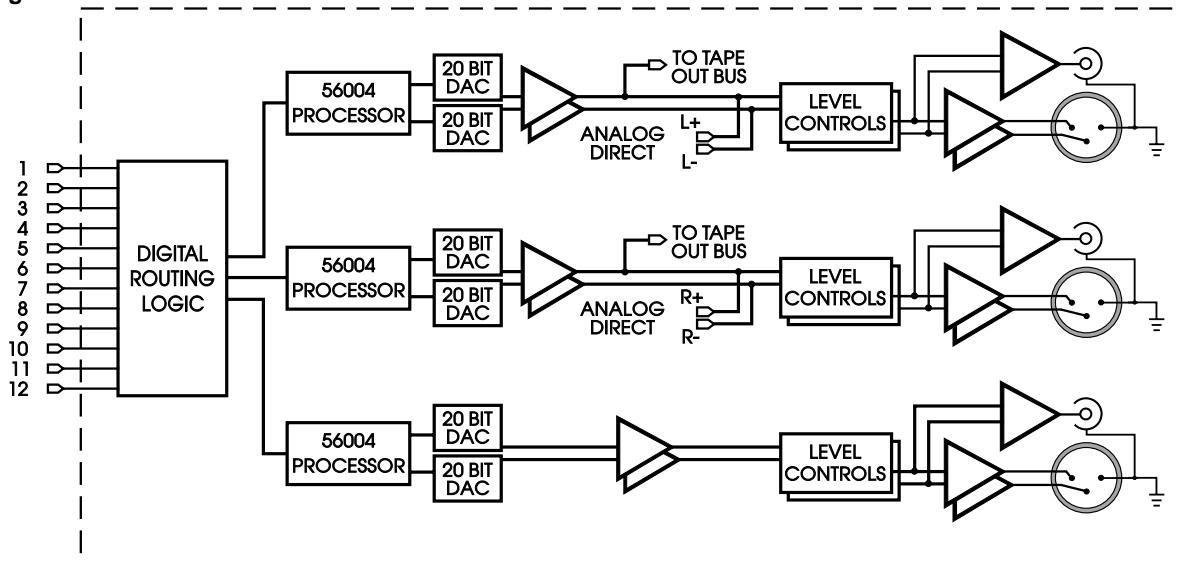 1
2
3
4
5
6
7
8
9
10
11
12
DIGITAL
ROUTING
LOGIC
56004
PROCESSOR
20 BIT
DAC
20 BIT
DAC
TO TAPE
OUT BUS
ANALOG
DIRECT
L+
L-
LEVEL
CONTROLS
56004
PROCESSOR
20 BIT
DAC
20 BIT
DAC
TO TAPE
OUT BUS
ANALOG
DIRECT
R+
R-
LEVEL
CONTROLS
56004
PROCESSOR
20 BIT
DAC
20 BIT
DAC
LEVEL
CONTROLS